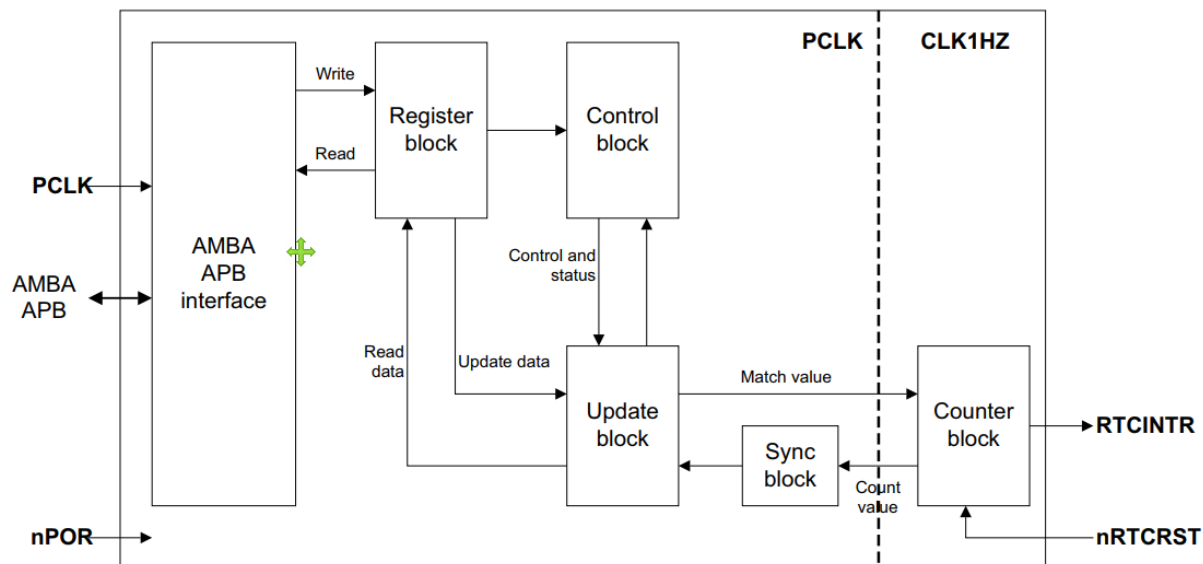 PCLK
CLK1HZ
Write
Register
block
Control
block
Read
PCLK
AMBA
APB
interface
Control and
status
AMBA
APB
Read
data
Update data
Match value
Update
block
Counter
block
RTCINTR
Sync
block
Count
value
nPOR
nRTCRST